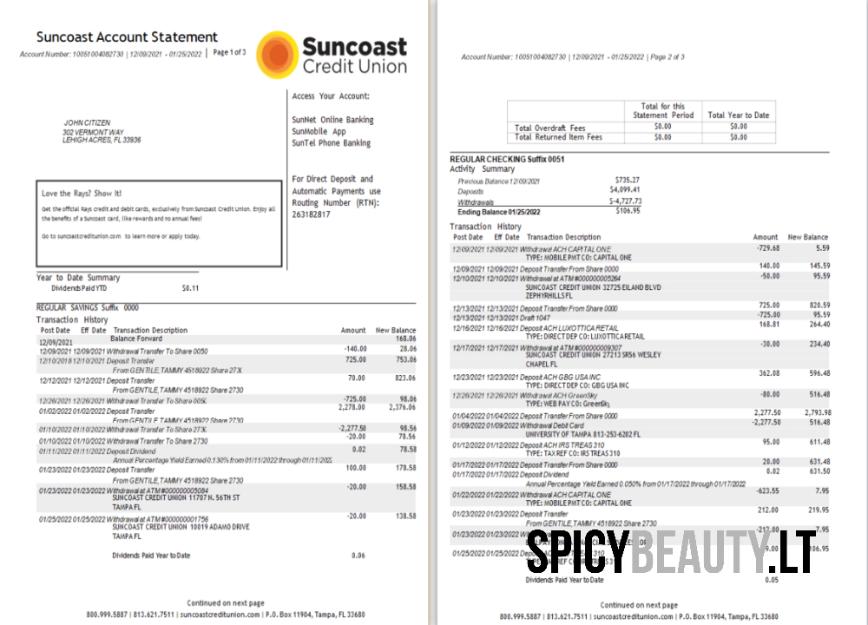 Suncoast Account Statement
Account Number: 10051004082730 | 12/09/2021 - 01/25/2022 | Page 1 of 3
Suncoast
Credit Union
JOHN CITIZEN
302 VERMONT WAY
LEHIGH ACRES, FL 33936
Access Your Account:
SunNet Online Banking
SunMobile App
SunTel Phone Banking
For Direct Deposit and
Automatic Payments use
Routing Number (RTN):
263182817
Love the Rays? Show It!
Get the official Rays credit and debit cards, exclusively from Suncoast Credit Union. Enjoy all
the benefits of a Suncoast card, like rewards and no annual fees!
Go to suncoastcreditunion.com to learn more or apply today.
Year to Date Summary
Dividends Paid YTD $0.11
REGULAR SAVINGS Suffix 0000
Transaction History
Post Date Eff Date Transaction Description Amount New Balance
12/09/2021 Balance Forward 168.06
12/09/2021 12/09/2021 Withdrawal Transfer To Share 0050 -140.00 28.06
Deposit Transfer 725.00 753.06
From GENTILE,TAMMY 4518922 Share
12/12/2021 12/12/2021 Deposit Transfer 70.00 823.06
From GENTILE,TAMMY 4518922 Share 2730
12/26/2021 12/26/2021 Withdrawal Transfer To Share -725.00 98.06
01/02/2022 01/02/2022 Deposit Transfer 2,278.00 2,376.06
From GENTILE,TAMMY 4518922 Share 2730
01/10/2022 01/10/2022 Withdrawal Transfer To Share -2,277.50 98.56
01/10/2022 01/10/2022 Withdrawal Transfer To Share 2730 -20.00 78.56
01/11/2022 01/11/2022 Deposit Dividend 0.02 78.58
Annual Percentage Yield Earned 0.130% from 01/11/2022 through
01/23/2022 01/23/2022 Deposit Transfer 100.00 178.58
From GENTILE,TAMMY 4518922 Share 2730
01/23/2022 01/23/2022 Withdrawal at ATM #000000005084 -20.00 158.58
SUNCOAST CREDIT UNION 11707 N. 56TH ST
TAMPA FL
01/25/2022 01/25/2022 Withdrawal at ATM #000000001756 -20.00 138.58
SUNCOAST CREDIT UNION 10019 ADAMO DRIVE
TAMPA FL
Dividends Paid Year to Date 0.06
Continued on next page
800.999.5887 | 813.621.7511 | suncoastcreditunion.com | P.O. Box 11904, Tampa, FL 33680
Account Number: 10051004082730 | 12/09/2021 - 01/25/2022 | Page 2 of 3
Total for this
Statement Period Total Year to Date
Total Overdraft Fees $0.00 $0.00
Total Returned Item Fees $0.00 $0.00
REGULAR CHECKING Suffix 0051
Activity Summary
Previous Balance 12/09/2021 $735.27
Deposits $4,099.41
Withdrawals $-4,727.73
Ending Balance 01/25/2022 $106.95
Transaction History
Post Date Eff Date Transaction Description Amount New Balance
12/09/2021 12/09/2021 Withdrawal ACH CAPITAL ONE -729.68 5.59
TYPE: MOBILE PMT CO: CAPITAL ONE
12/09/2021 12/09/2021 Deposit Transfer From Share 0000 140.00 145.59
12/10/2021 12/10/2021 Withdrawal at ATM #000000005264 -50.00 95.59
SUNCOAST CREDIT UNION 32725 EILAND BLVD
ZEPHYRHILLS FL
12/13/2021 12/13/2021 Deposit Transfer From Share 0000 725.00 820.59
12/13/2021 12/13/2021 Draft 1047 -725.00 95.59
12/16/2021 12/16/2021 Deposit ACH LUXOTTICA RETAIL 168.81 264.40
TYPE: DIRECT DEP CO: LUXOTTICA RETAIL
12/17/2021 12/17/2021 Withdrawal at ATM #000000009307 -30.00 234.40
SUNCOAST CREDIT UNION 27213 SR56 WESLEY
CHAPEL FL
12/23/2021 12/23/2021 Deposit ACH GBG USA INC 362.08 596.48
TYPE: DIRECT DEP CO: GBG USA INC
12/26/2021 12/26/2021 Withdrawal ACH GreenSky -80.00 516.48
TYPE: WEB PAY CO: GreenSky
01/04/2022 01/04/2022 Deposit Transfer From Share 0000 2,277.50 2,793.98
01/09/2022 01/09/2022 Withdrawal Debit Card -2,277.50 516.48
UNIVERSITY OF TAMPA 813-253-6202 FL
01/12/2022 01/12/2022 Deposit ACH IRS TREAS 310 95.00 611.48
TYPE: TAX REF CO: IRS TREAS 310
01/17/2022 01/17/2022 Deposit Transfer From Share 0000 20.00 631.48
01/17/2022 01/17/2022 Deposit Dividend 0.02 631.50
Annual Percentage Yield Earned 0.050% from 01/17/2022 through 01/17/2022
01/22/2022 01/22/2022 Withdrawal ACH CAPITAL ONE -623.55 7.95
TYPE: MOBILE PMT CO: CAPITAL ONE
01/23/2022 01/23/2022 Deposit Transfer 212.00 219.95
From GENTILE,TAMMY 4518922 Share 2730
01/23/2022 01/23/2022 -212.00 7.95
01/25/2022 01/25/2022 106.95
SPICYBEAUTY.LT
Dividends Paid Year to Date 0.05
Continued on next page
800.999.5887 | 813.621.7511 | suncoastcreditunion.com | P.O. Box 11904, Tampa, FL 33680